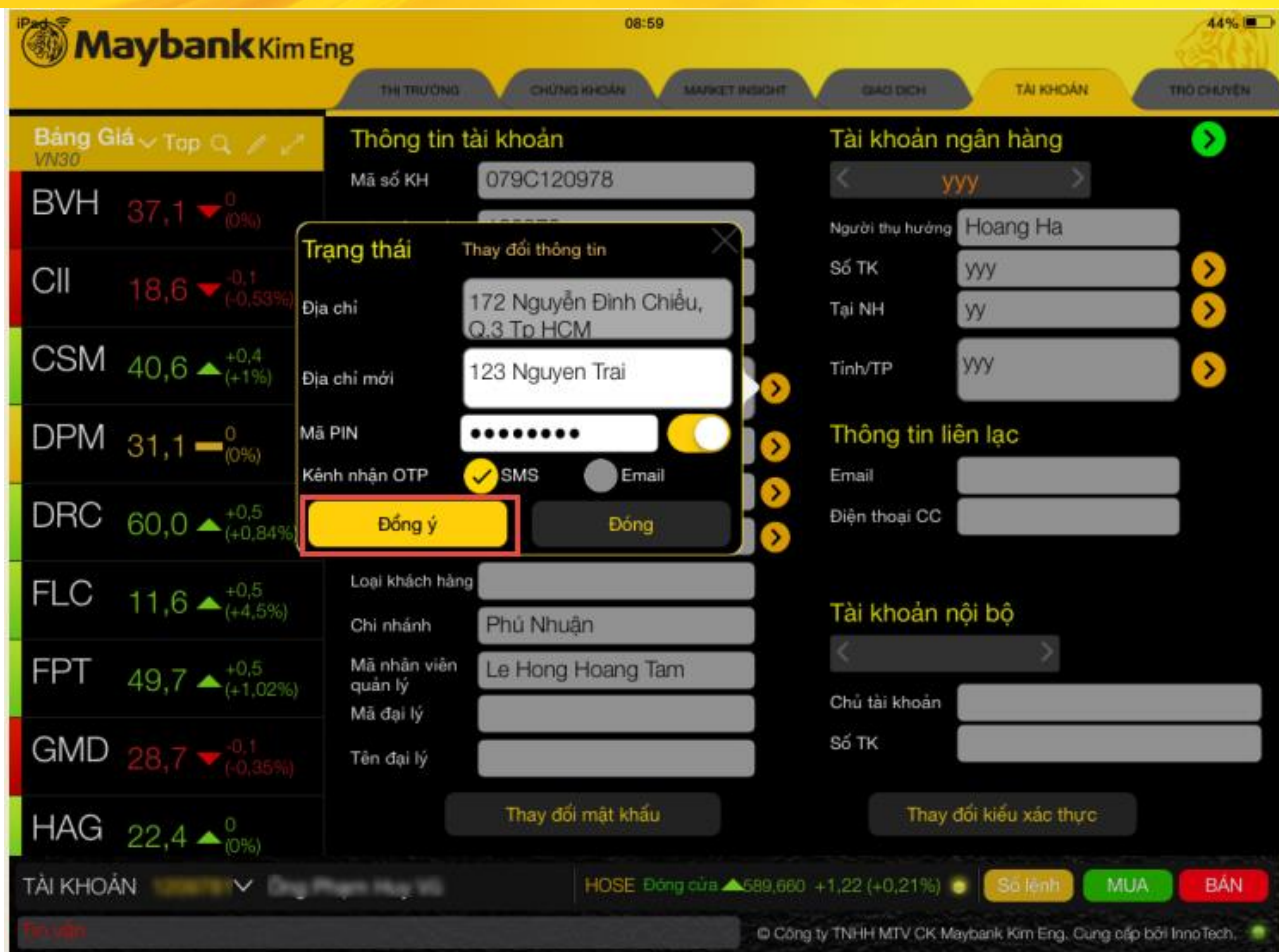 iPad 08:59 44%
Maybank Kim Eng
THỊ TRƯỜNG CHỨNG KHOÁN MARKET INSIGHT GIAO DỊCH TÀI KHOẢN TRÒ CHUYỆN
Bảng Giá Top
VN30
BVH 37,1 0 (0%)
CII 18,6 -0,1 (-0,53%)
CSM 40,6 +0,4 (+1%)
DPM 31,1 0 (0%)
DRC 60,0 +0,5 (+0,84%)
FLC 11,6 +0,5 (+4,5%)
FPT 49,7 +0,5 (+1,02%)
GMD 28,7 -0,1 (-0,35%)
HAG 22,4 0 (0%)
Thông tin tài khoản
Mã số KH 079C120978
Trạng thái Thay đổi thông tin
Địa chỉ 172 Nguyễn Đình Chiểu,
Q.3 Tp HCM
Địa chỉ mới 123 Nguyen Trai
Mã PIN ••••••••
Kênh nhận OTP SMS Email
Đồng ý Đóng
Loại khách hàng
Chi nhánh Phú Nhuận
Mã nhân viên
quản lý Le Hong Hoang Tam
Mã đại lý
Tên đại lý
Thay đổi mật khẩu
Tài khoản ngân hàng
yyy
Người thụ hưởng Hoang Ha
Số TK yyy
Tại NH yy
Tỉnh/TP yyy
Thông tin liên lạc
Email
Điện thoại CC
Tài khoản nội bộ
Chủ tài khoản
Số TK
Thay đổi kiểu xác thực
TÀI KHOẢN HOSE Đóng cửa 589,660 +1,22 (+0,21%) Sổ lệnh MUA BÁN
Tin vắn © Công ty TNHH MTV CK Maybank Kim Eng. Cung cấp bởi InnoTech.